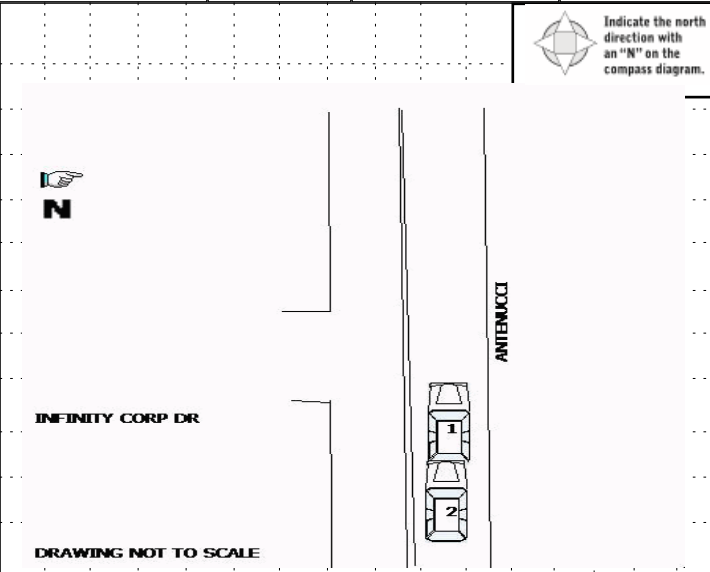 Indicate the north
direction with
an “N” on the
compass diagram.
N
ANTENUCCI
INFINITY CORP DR
1
2
DRAWING NOT TO SCALE